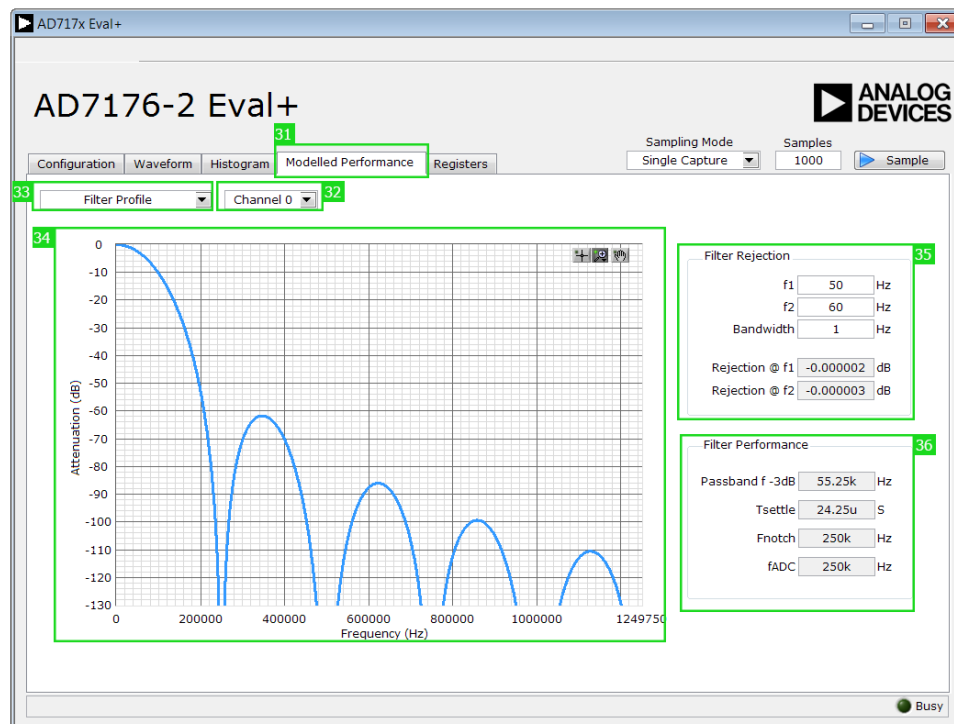 AD717x Eval+
AD7176-2 Eval+
ANALOG
DEVICES
31
Sampling Mode
Samples
Configuration
Waveform
Histogram
Modelled Performance
Registers
Single Capture
1000
Sample
33
Filter Profile
Channel 0
32
34
0
-10
-20
-30
-40
-50
-60
-70
-80
-90
-100
-110
-120
-130
Attenuation (dB)
0
200000
400000
600000
800000
1000000
1249750
Frequency (Hz)
35
Filter Rejection
f1 50 Hz
f2 60 Hz
Bandwidth 1 Hz
Rejection @ f1 -0.000002 dB
Rejection @ f2 -0.000003 dB
36
Filter Performance
Passband f -3dB 55.25k Hz
Tsettle 24.25u S
Fnotch 250k Hz
fADC 250k Hz
Busy